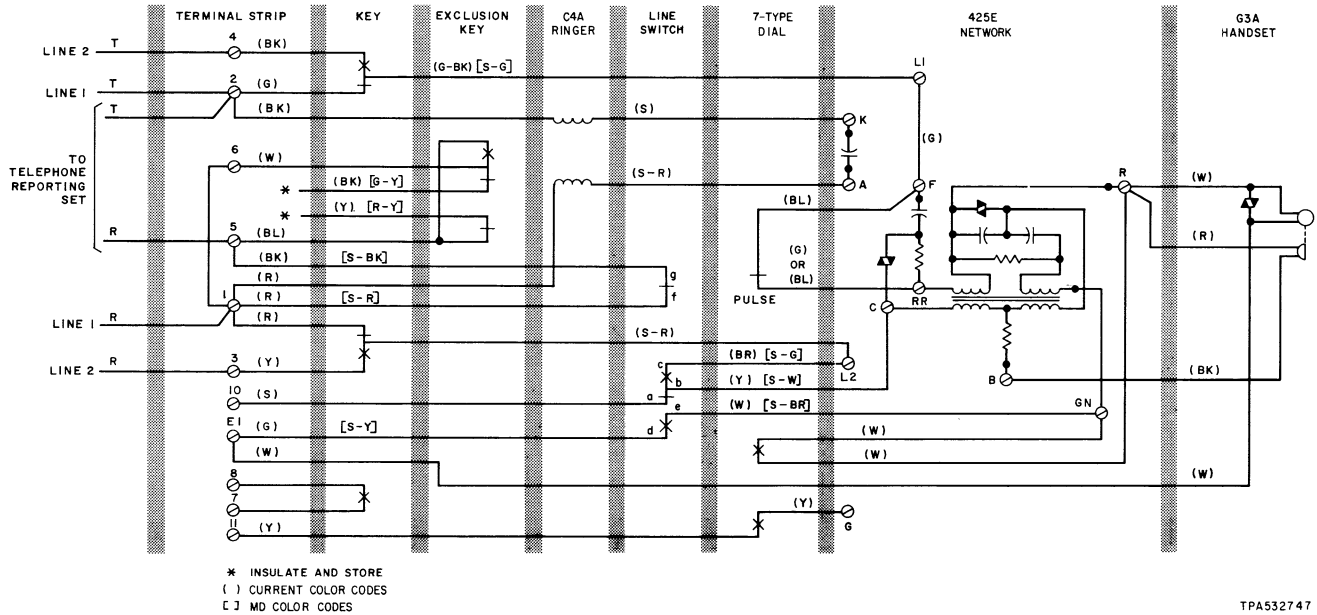 TERMINAL STRIP KEY EXCLUSION KEY C4A RINGER LINE SWITCH 7-TYPE DIAL 425E NETWORK G3A HANDSET
LINE 2 T 4 (BK)
(G-BK) [S-G] L1
LINE 1 T 2 (G)
T (BK) (S) K
(G)
TO TELEPHONE REPORTING SET
6 (W)
* (BK) [G-Y] (S-R) A F R (W)
* (Y) [R-Y] (BL)
R 5 (BL) (R)
(BK) [S-BK] (G) OR (BL)
(R) g
1 (R) [S-R] f PULSE RR
C
LINE 1 R (R)
(S-R)
LINE 2 R 3 (Y) c (BR) [S-G] L2
b (Y) [S-W] B (BK)
10 (S) a
e (W) [S-BR] GN
E1 (G) [S-Y] d
(W) (W)
(W)
8 (W)
7
11 (Y) (Y) G
* INSULATE AND STORE
( ) CURRENT COLOR CODES
[ ] MD COLOR CODES
TPA532747